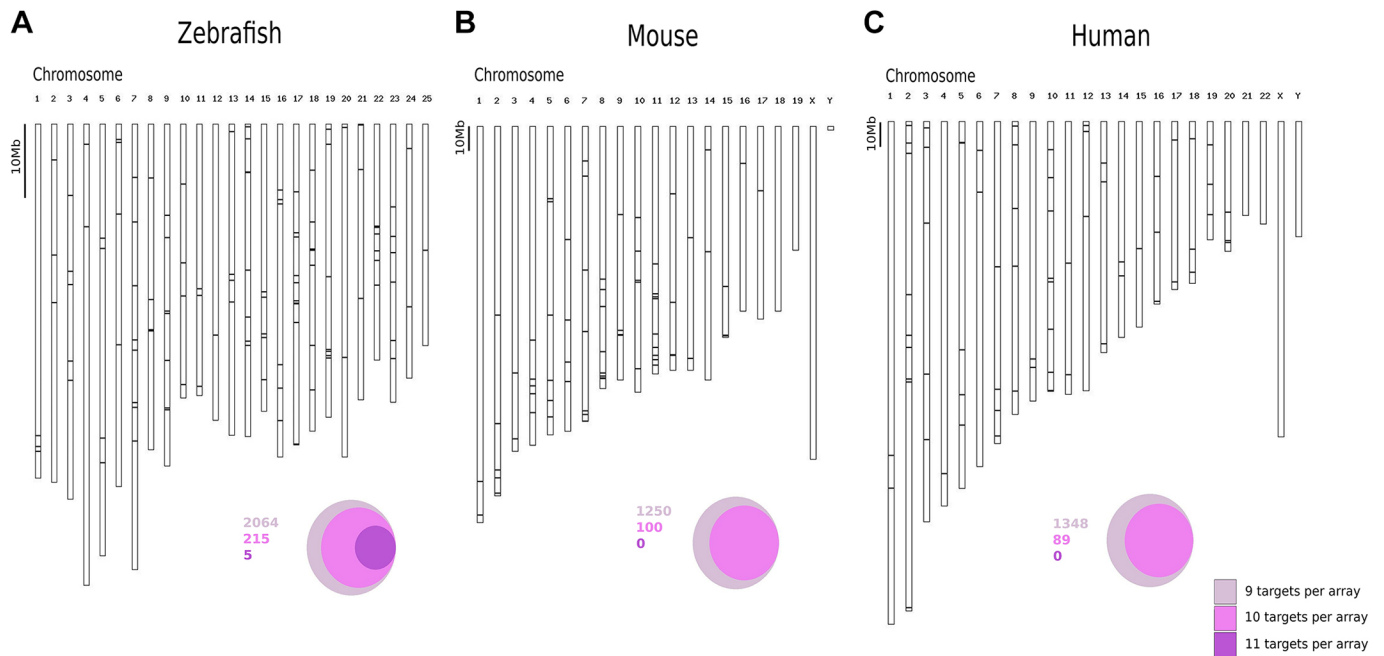 A
Zebrafish
Chromosome
1 2 3 4 5 6 7 8 9 10 11 12 13 14 15 16 17 18 19 20 21 22 23 24 25
10Mb
2064
215
5
B
Mouse
Chromosome
1 2 3 4 5 6 7 8 9 10 11 12 13 14 15 16 17 18 19 X Y
10Mb
1250
100
0
C
Human
Chromosome
1 2 3 4 5 6 7 8 9 10 11 12 13 14 15 16 17 18 19 20 21 22 X Y
10Mb
1348
89
0
9 targets per array
10 targets per array
11 targets per array